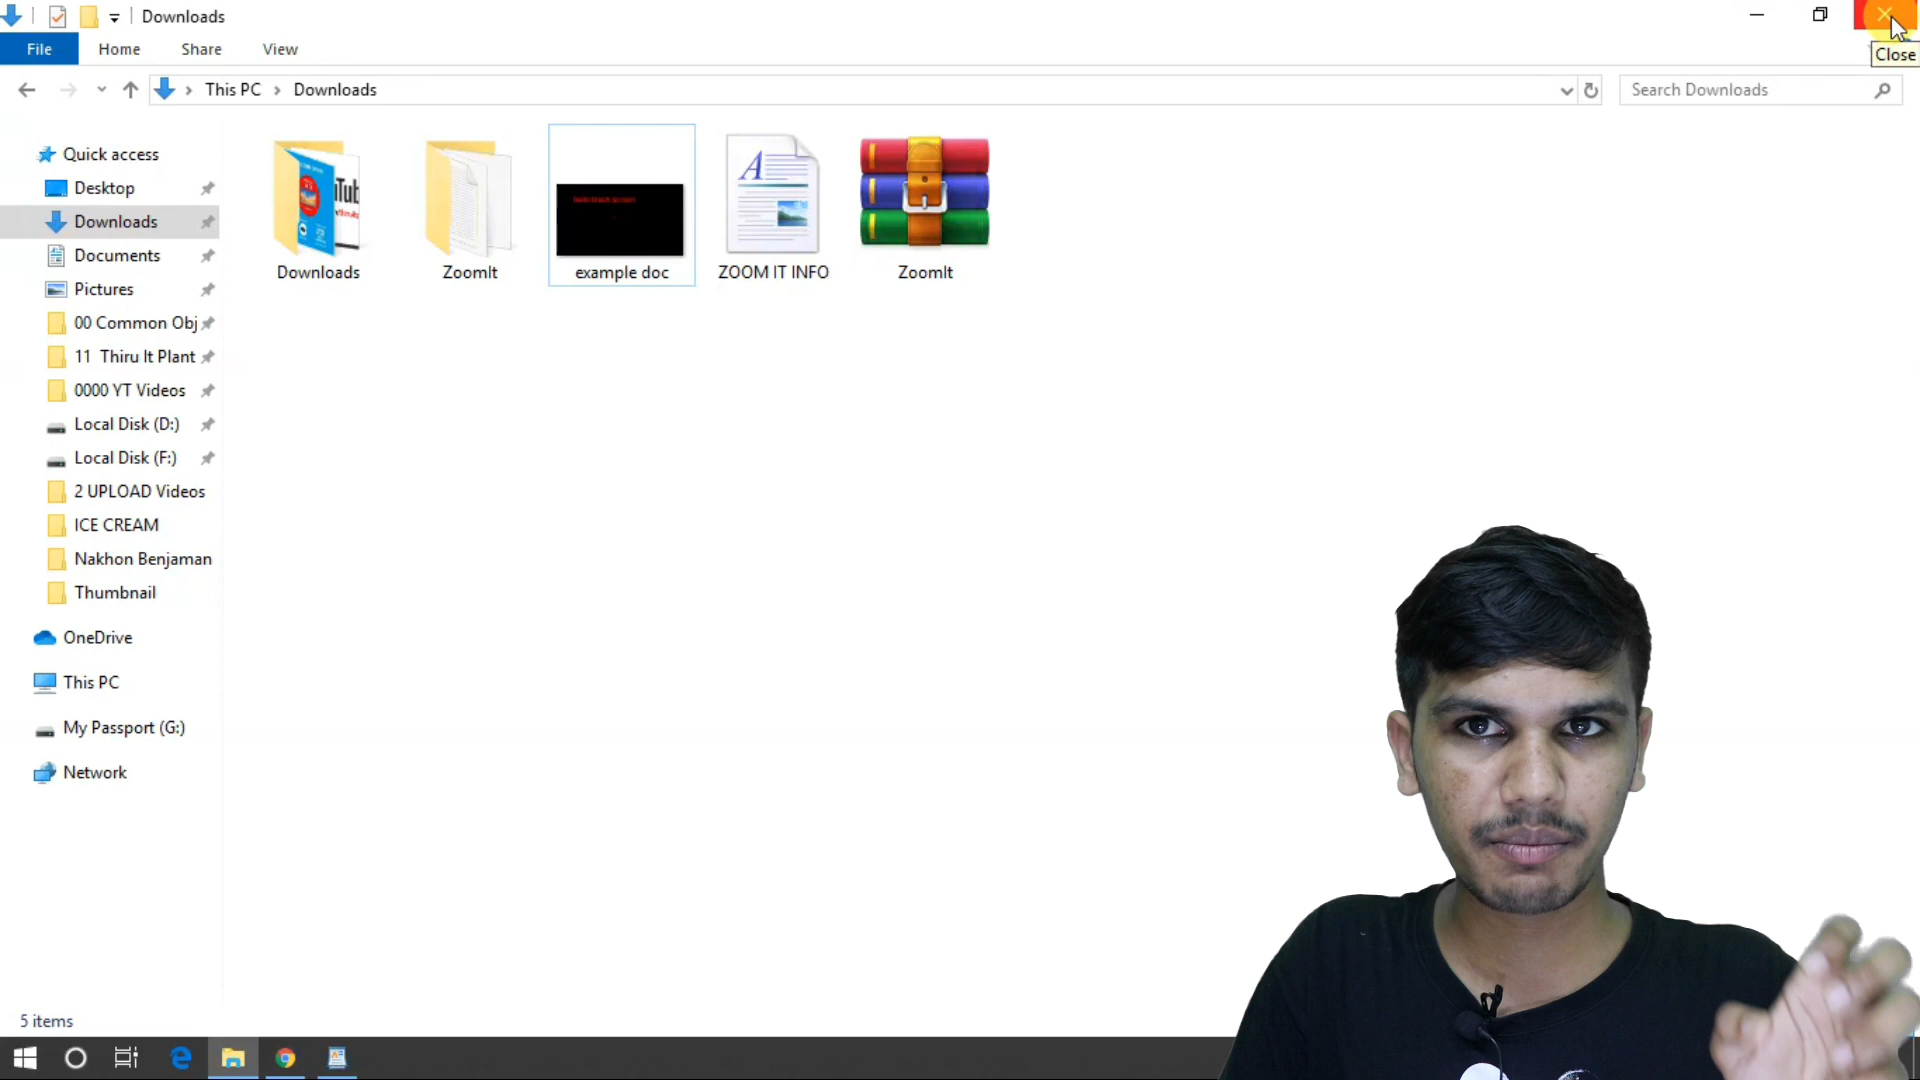 Downloads
File Home Share View
Close
This PC Downloads
Search Downloads
Quick access
Desktop
Downloads
Documents
Pictures
00 Common Obj
11 Thiru It Plant
0000 YT Videos
Local Disk (D:)
Local Disk (F:)
2 UPLOAD Videos
ICE CREAM
Nakhon Benjaman
Thumbnail
OneDrive
This PC
My Passport (G:)
Network
Downloads
ZoomIt
example doc
ZOOM IT INFO
ZoomIt
5 items